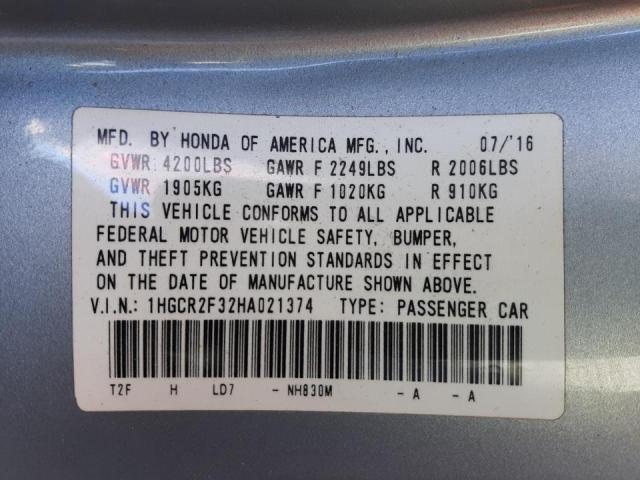 MFD. BY HONDA OF AMERICA MFG., INC. 07/'16
GVWR 4200LBS GAWR F 2249LBS R 2006LBS
GVWR 1905KG GAWR F 1020KG R 910KG
THIS VEHICLE CONFORMS TO ALL APPLICABLE
FEDERAL MOTOR VEHICLE SAFETY, BUMPER,
AND THEFT PREVENTION STANDARDS IN EFFECT
ON THE DATE OF MANUFACTURE SHOWN ABOVE.
V.I.N.: 1HGCR2F32HA021374 TYPE: PASSENGER CAR
T2F H LD7 - NH830M - A - A